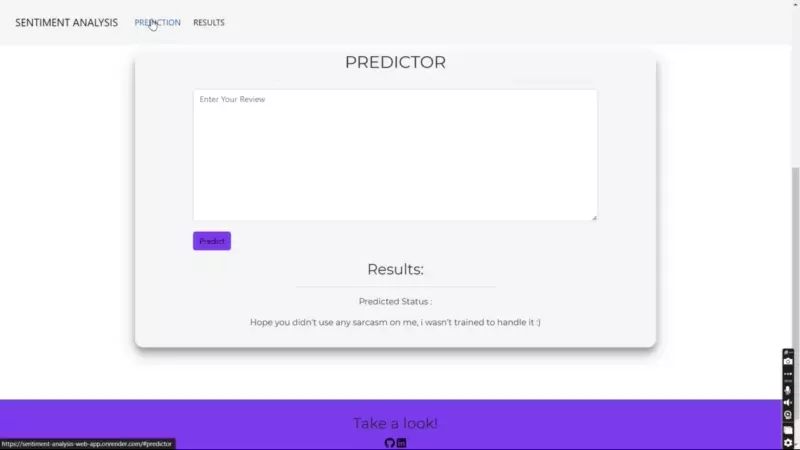 SENTIMENT ANALYSIS PREDICTION RESULTS
PREDICTOR
Enter Your Review
Predict
Results:
Predicted Status :
Hope you didn't use any sarcasm on me, i wasn't trained to handle it :)
Take a look!
https://sentiment-analysis-web-app.onrender.com/#predictor